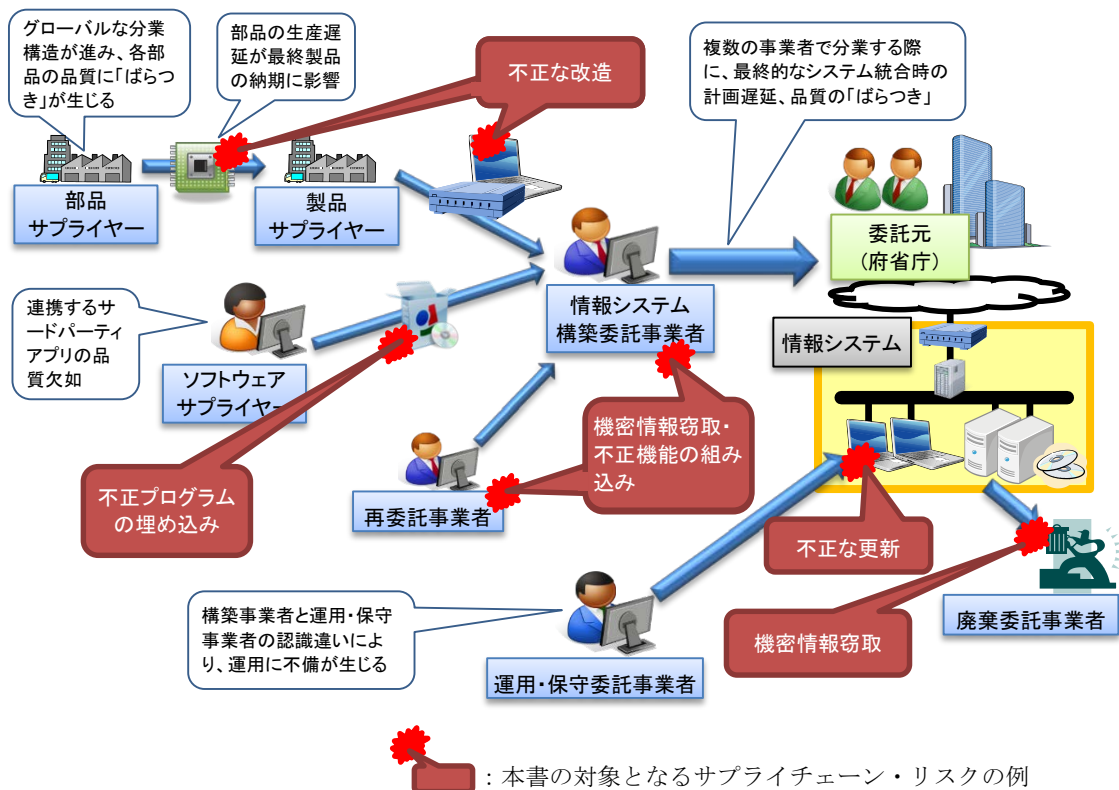 グローバルな分業
構造が進み、各部
品の品質に「ばらつ
き」が生じる
部品の生産遅
延が最終製品
の納期に影響
不正な改造
複数の事業者で分業する際
に、最終的なシステム統合時の
計画遅延、品質の「ばらつき」
部品
サプライヤー
製品
サプライヤー
委託元
(府省庁)
連携するサ
ードパーティ
アプリの品
質欠如
ソフトウェア
サプライヤー
情報システム
構築委託事業者
情報システム
不正プログラム
の埋め込み
機密情報窃取・
不正機能の組み
込み
再委託事業者
不正な更新
構築事業者と運用・保守
事業者の認識違いによ
り、運用に不備が生じる
運用・保守委託事業者
機密情報窃取
廃棄委託事業者
：本書の対象となるサプライチェーン・リスクの例